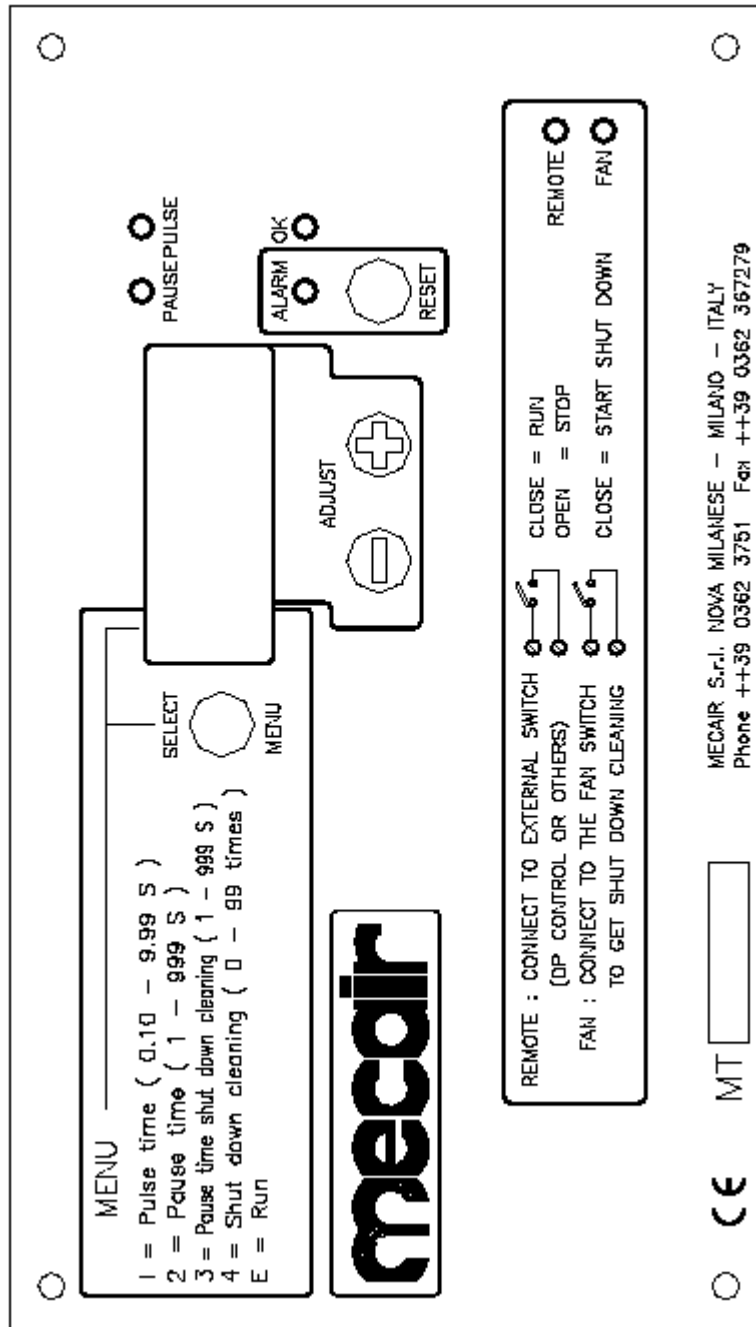 MENU
1 = Pulse time ( 0.10 - 9.99 S )
2 = Pause time ( 1 - 999 S )
3 = Pause time shut down cleaning ( 1 - 999 S )
4 = Shut down cleaning ( 0 - 99 times )
E = Run
SELECT
MENU
ADJUST
PAUSE
PULSE
ALARM
OK
RESET
mecair
REMOTE : CONNECT TO EXTERNAL SWITCH
(DP CONTROL OR OTHERS)
FAN : CONNECT TO THE FAN SWITCH
TO GET SHUT DOWN CLEANING
CLOSE = RUN
OPEN = STOP
CLOSE = START SHUT DOWN
REMOTE
FAN
CE
MT
MECAIR S.r.l. NOVA MILANESE - MILANO - ITALY
Phone ++39 0362 3751 Fax ++39 0362 367279